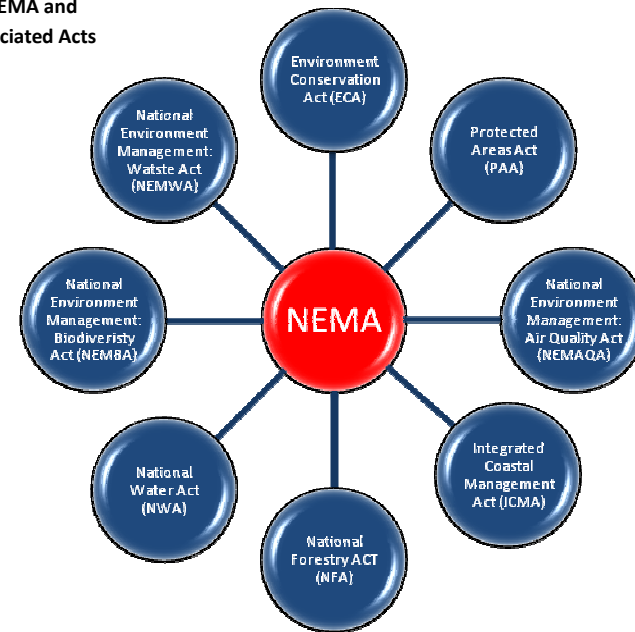 EMA and
ciated Acts
Environment
Conservation
Act (ECA)
Protected
Areas Act
(PAA)
National
Environment
Management:
Air Quality Act
(NEMAQA)
Integrated
Coastal
Management
Act (ICMA)
National
Forestry ACT
(NFA)
National
Water Act
(NWA)
National
Environment
Management:
Biodiveristy
Act (NEMBA)
National
Environment
Management:
Watste Act
(NEMWA)
NEMA